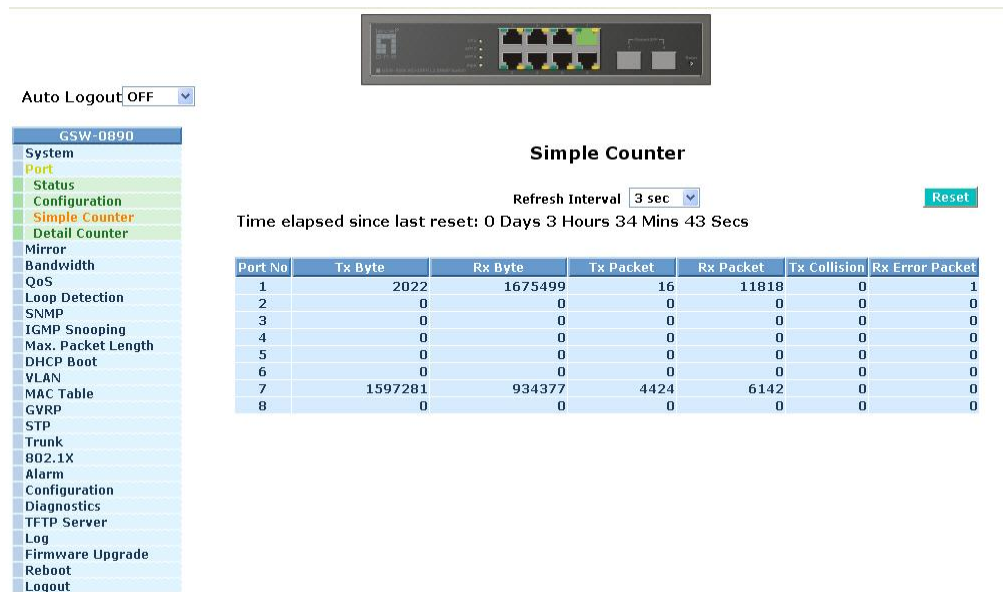 Auto Logout OFF
GSW-0890
System
Port
Status
Configuration
Simple Counter
Detail Counter
Mirror
Bandwidth
QoS
Loop Detection
SNMP
IGMP Snooping
Max. Packet Length
DHCP Boot
VLAN
MAC Table
GVRP
STP
Trunk
802.1X
Alarm
Configuration
Diagnostics
TFTP Server
Log
Firmware Upgrade
Reboot
Logout
Simple Counter
Refresh Interval 3 sec
Reset
Time elapsed since last reset: 0 Days 3 Hours 34 Mins 43 Secs
Port No Tx Byte Rx Byte Tx Packet Rx Packet Tx Collision Rx Error Packet
1 2022 1675499 16 11818 0 1
2 0 0 0 0 0 0
3 0 0 0 0 0 0
4 0 0 0 0 0 0
5 0 0 0 0 0 0
6 0 0 0 0 0 0
7 1597281 934377 4424 6142 0 0
8 0 0 0 0 0 0